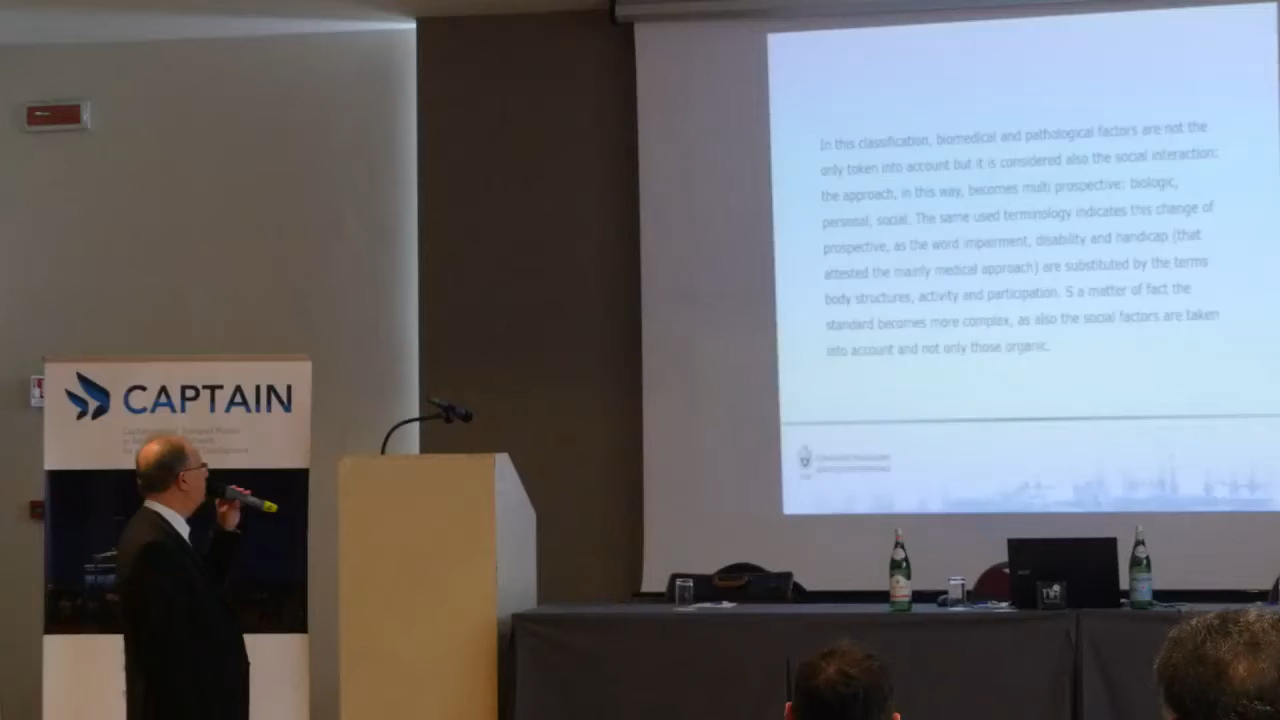 In this classification, biomedical and pathological factors are not the
only token into account but it is considered also the social interaction:
the approach, in this way, becomes multi prospective: biologic,
personal, social. The same used terminology indicates this change of
prospective, as the word impairment, disability and handicap (that
attested the mainly medical approach) are substituted by the terms
body structures, activity and participation. S a matter of fact the
standard becomes more complex, as also the social factors are taken
into account and not only those organic.
CAPTAIN